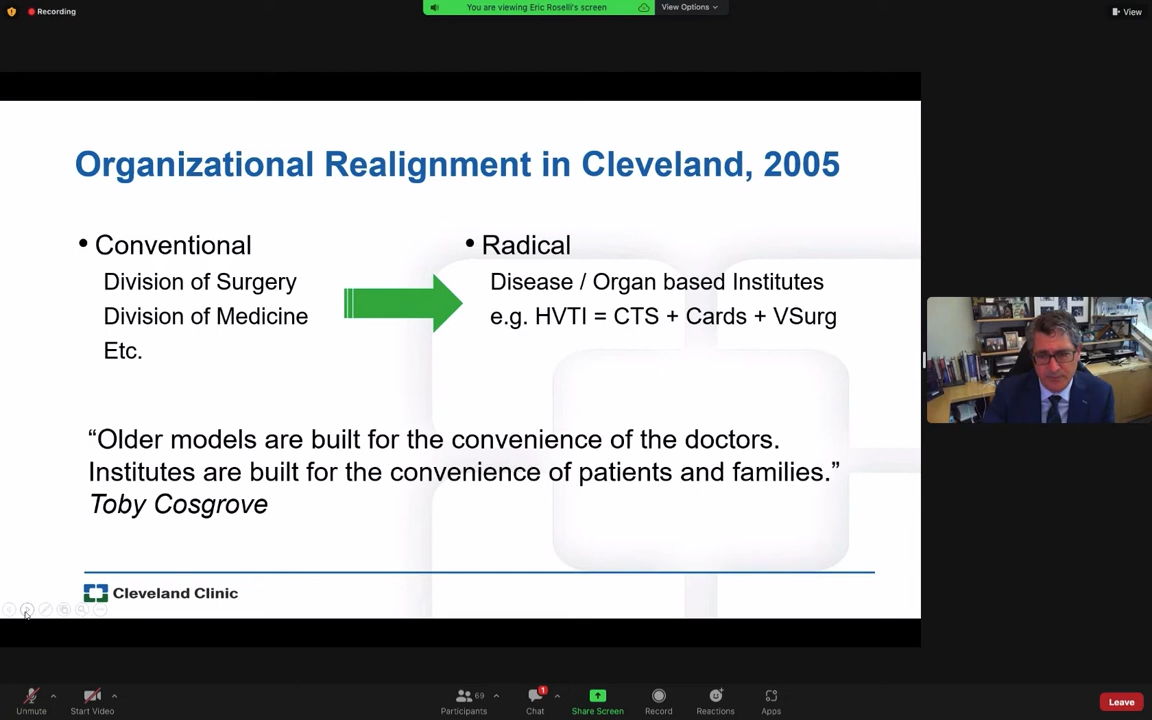 Recording
You are viewing Eric Roselli's screen
View Options
View
Organizational Realignment in Cleveland, 2005
• Conventional
Division of Surgery
Division of Medicine
Etc.
• Radical
Disease / Organ based Institutes
e.g. HVTI = CTS + Cards + VSurg
“Older models are built for the convenience of the doctors.
Institutes are built for the convenience of patients and families.”
Toby Cosgrove
Cleveland Clinic
Unmute
Start Video
69
Participants
1
Chat
Share Screen
Record
Reactions
Apps
Leave